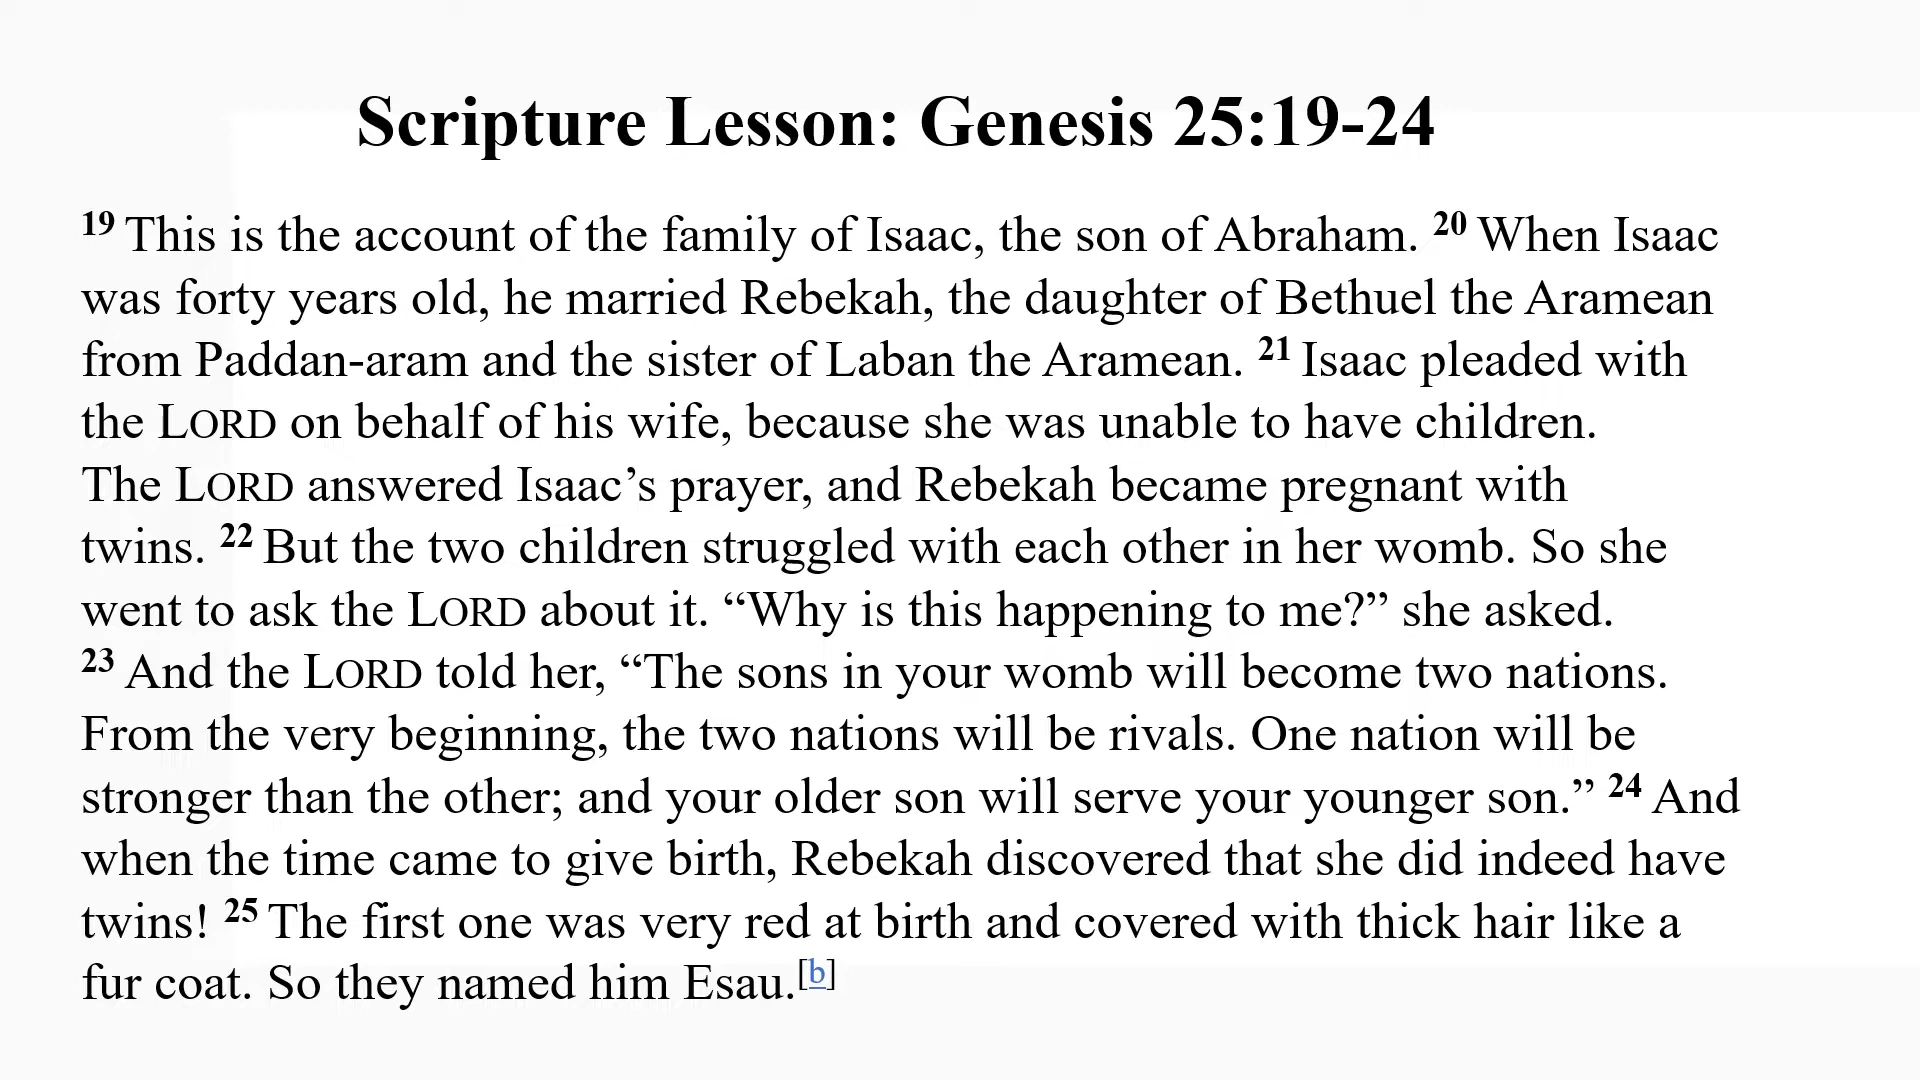 Scripture Lesson: Genesis 25:19-24
19 This is the account of the family of Isaac, the son of Abraham. 20 When Isaac
was forty years old, he married Rebekah, the daughter of Bethuel the Aramean
from Paddan-aram and the sister of Laban the Aramean. 21 Isaac pleaded with
the LORD on behalf of his wife, because she was unable to have children.
The LORD answered Isaac’s prayer, and Rebekah became pregnant with
twins. 22 But the two children struggled with each other in her womb. So she
went to ask the LORD about it. “Why is this happening to me?” she asked.
23 And the LORD told her, “The sons in your womb will become two nations.
From the very beginning, the two nations will be rivals. One nation will be
stronger than the other; and your older son will serve your younger son.” 24 And
when the time came to give birth, Rebekah discovered that she did indeed have
twins! 25 The first one was very red at birth and covered with thick hair like a
fur coat. So they named him Esau.[b]